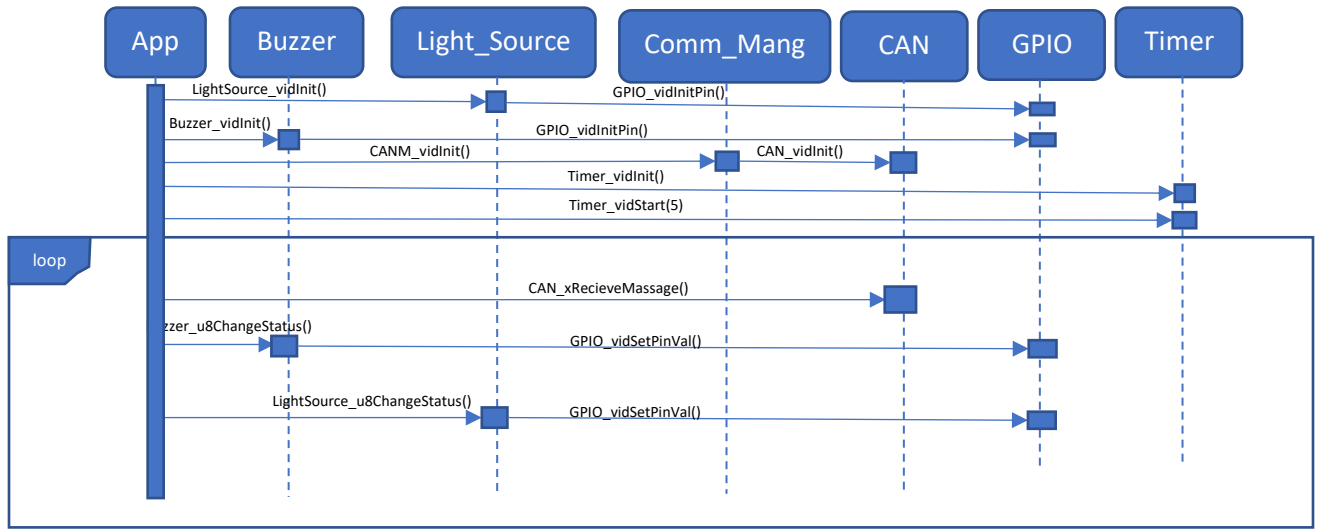 App
Buzzer
Light_Source
Comm_Mang
CAN
GPIO
Timer
LightSource_vidInit()
GPIO_vidInitPin()
Buzzer_vidInit()
GPIO_vidInitPin()
CANM_vidInit()
CAN_vidInit()
Timer_vidInit()
Timer_vidStart(5)
loop
CAN_xRecieveMassage()
zzer_u8ChangeStatus()
GPIO_vidSetPinVal()
LightSource_u8ChangeStatus()
GPIO_vidSetPinVal()